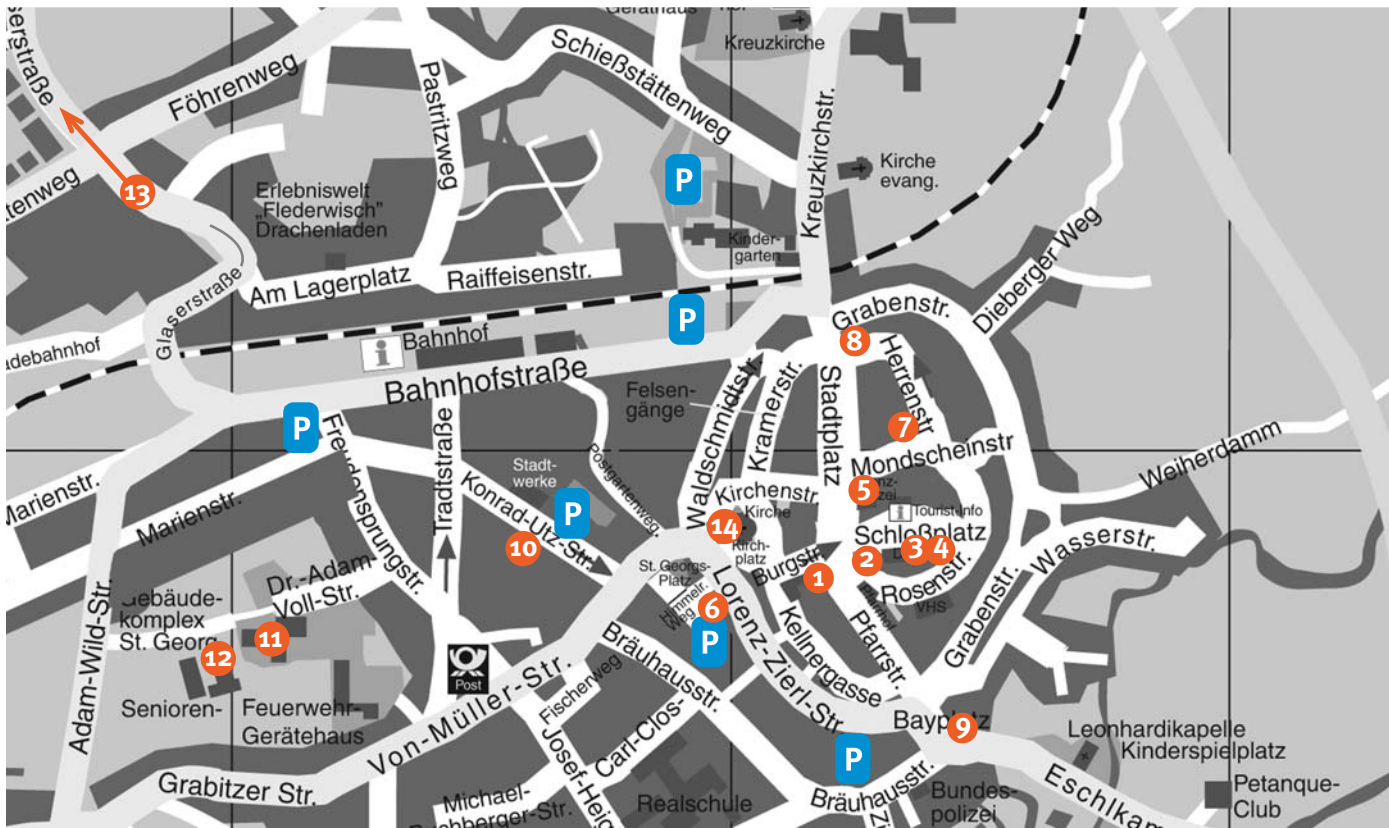 Kreuzkirche
Schießstättenweg
Föhrenweg
Pastritzweg
Kreuzkirchstr.
P
Kirche
evang.
13
Erlebniswelt
„Flederwisch”
Drachenladen
Kinder-
garten
Dieberger Weg
Am Lagerplatz
Raiffeisenstr.
Glaserstraße
P
Grabenstr.
i
Bahnhof
Bahnhofstraße
8
Herrenstr.
Felsen-
gänge
Waldschmidtstr.
Kramerstr.
Stadtplatz
7
P
Freudensprungstr.
Tradtstraße
Postgartenweg.
Mondscheinstr
Weiherdamm
Marienstr.
Marienstr.
Stadt-
werke
P
Konrad-Utz-Str.
10
Kirchenstr.
5
i
Tourist-Info
14
Kirche
Kirch-
platz
Schloßplatz
2
3
4
Burgstr.
1
Rosenstr.
VHS
Pfarrhof
Wasserstr.
Grabenstr.
St. Georgs-
Platz
Himmelr.
Weg
6
P
Lorenz-Zierl-Str.
Kellnergasse
Pfarrstr.
Dr.-Adam-
Voll-Str.
Gebäude-
komplex
St. Georg
11
12
Adam-Wild-Str.
Senioren-
Feuerwehr-
Gerätehaus
Post
Von-Müller-Str.
Grabitzer Str.
Fischerweg
Bräuhausstr.
Carl-Clos-
Josef-Heig
Michael-
Realschule
P
Bayplatz
9
Bräuhausstr.
Bundes-
polizei
Leonhardikapelle
Kinderspielplatz
Petanque-
Club